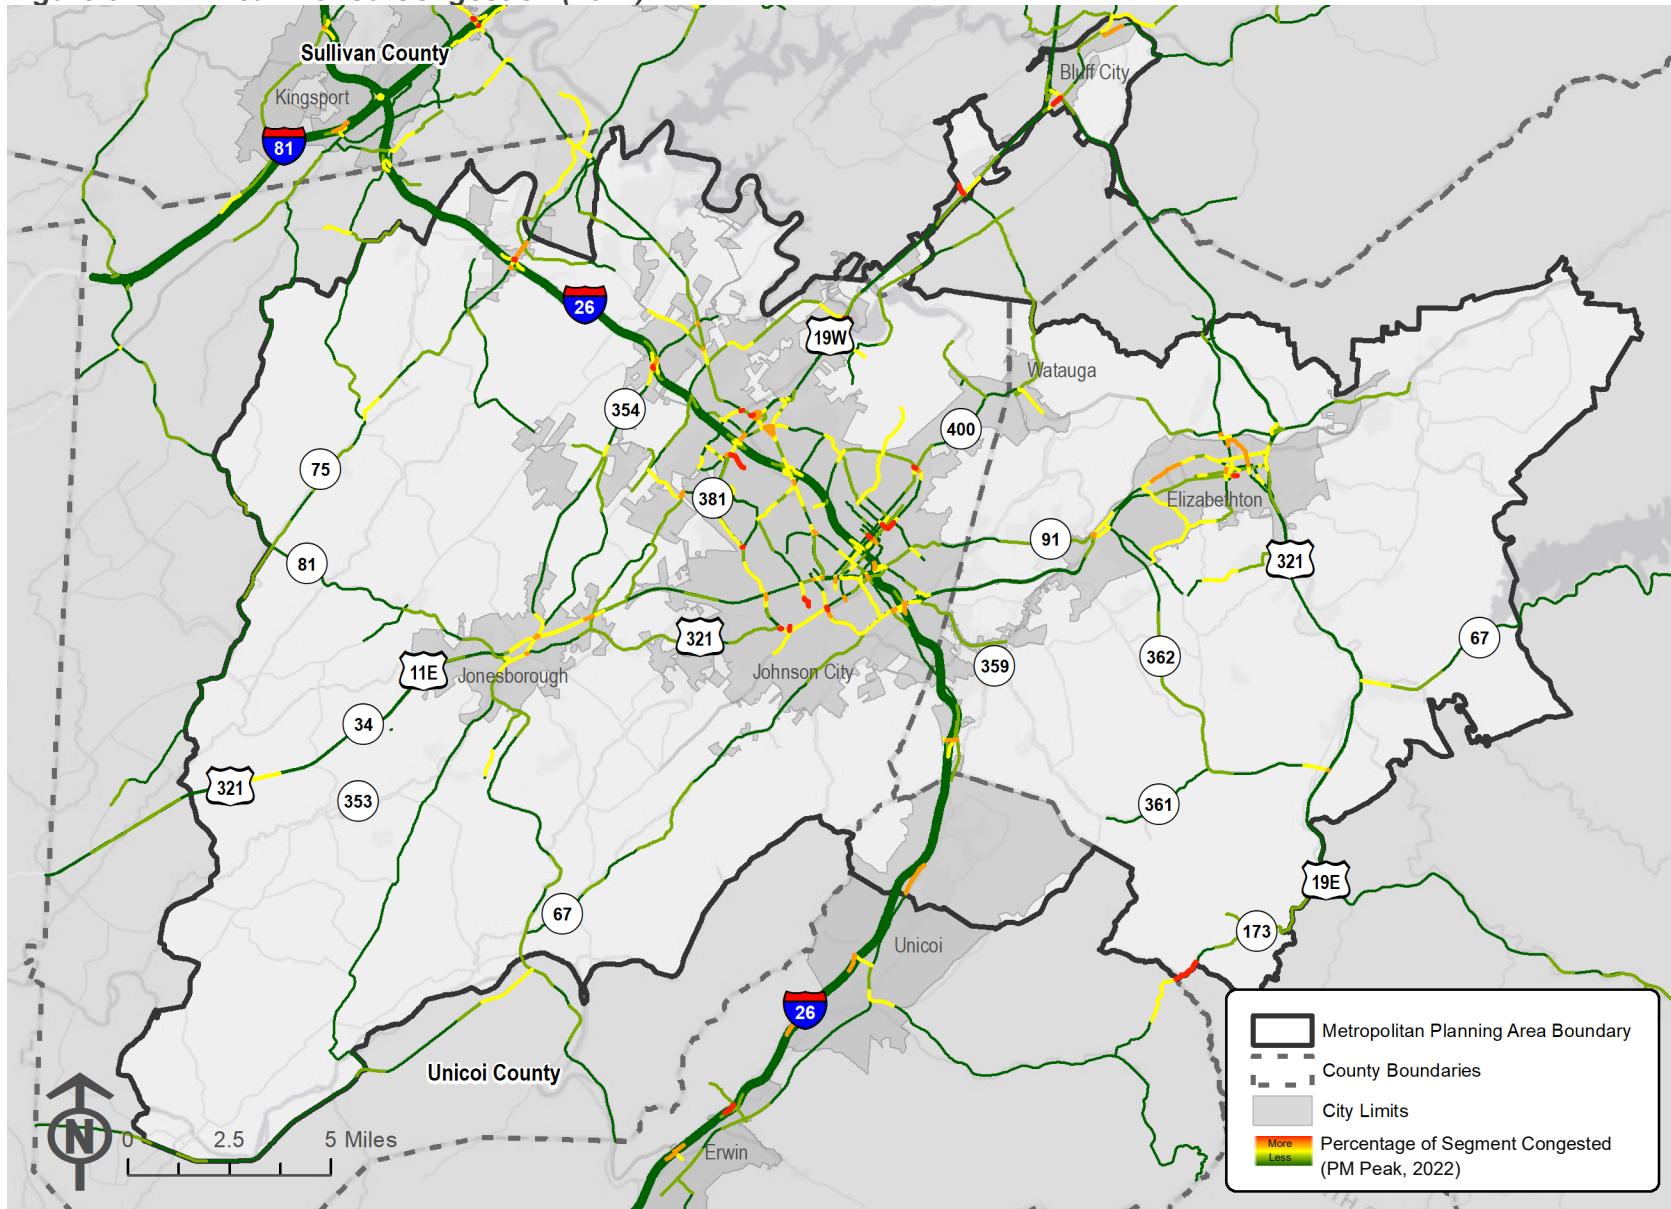 Sullivan County
Kingsport
Bluff City
81
26
19W
Watauga
354
400
75
381
Elizabethton
91
321
81
321
67
11E
Jonesborough
Johnson City
359
362
34
321
353
361
19E
67
173
Unicoi
26
Unicoi County
Erwin
N
0 2.5 5 Miles
Metropolitan Planning Area Boundary
County Boundaries
City Limits
More
Less
Percentage of Segment Congested
(PM Peak, 2022)